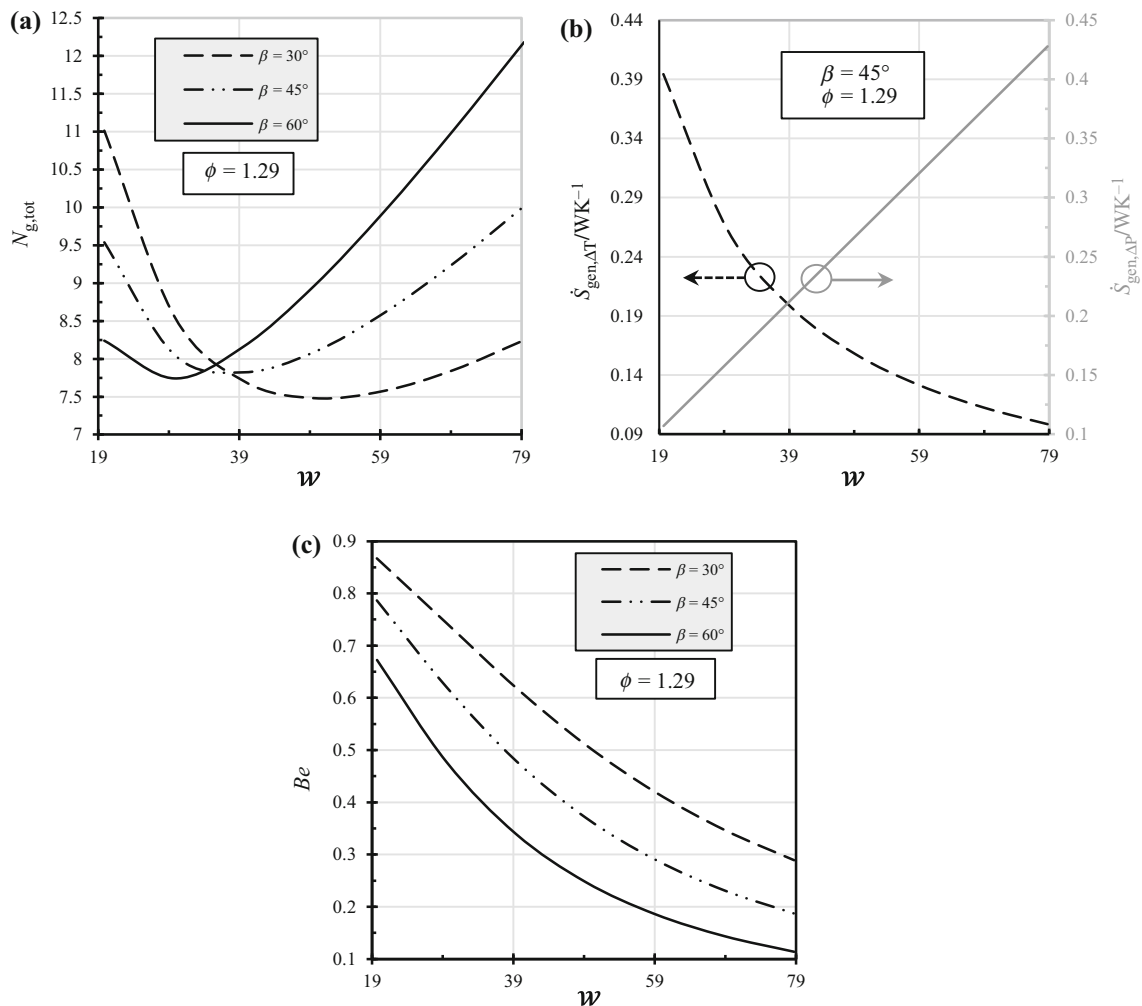 (a)
12.5
12
11.5
11
10.5
10
9.5
9
8.5
8
7.5
7
N_g,tot
β = 30°
β = 45°
β = 60°
ϕ = 1.29
19
39
59
79
𝓦
(b)
0.44
0.39
0.34
0.29
0.24
0.19
0.14
0.09
Ṡ_gen,ΔT/WK⁻¹
β = 45°
ϕ = 1.29
0.45
0.4
0.35
0.3
0.25
0.2
0.15
0.1
Ṡ_gen,ΔP/WK⁻¹
19
39
59
79
𝓦
(c)
0.9
0.8
0.7
0.6
0.5
0.4
0.3
0.2
0.1
Be
β = 30°
β = 45°
β = 60°
ϕ = 1.29
19
39
59
79
𝓦